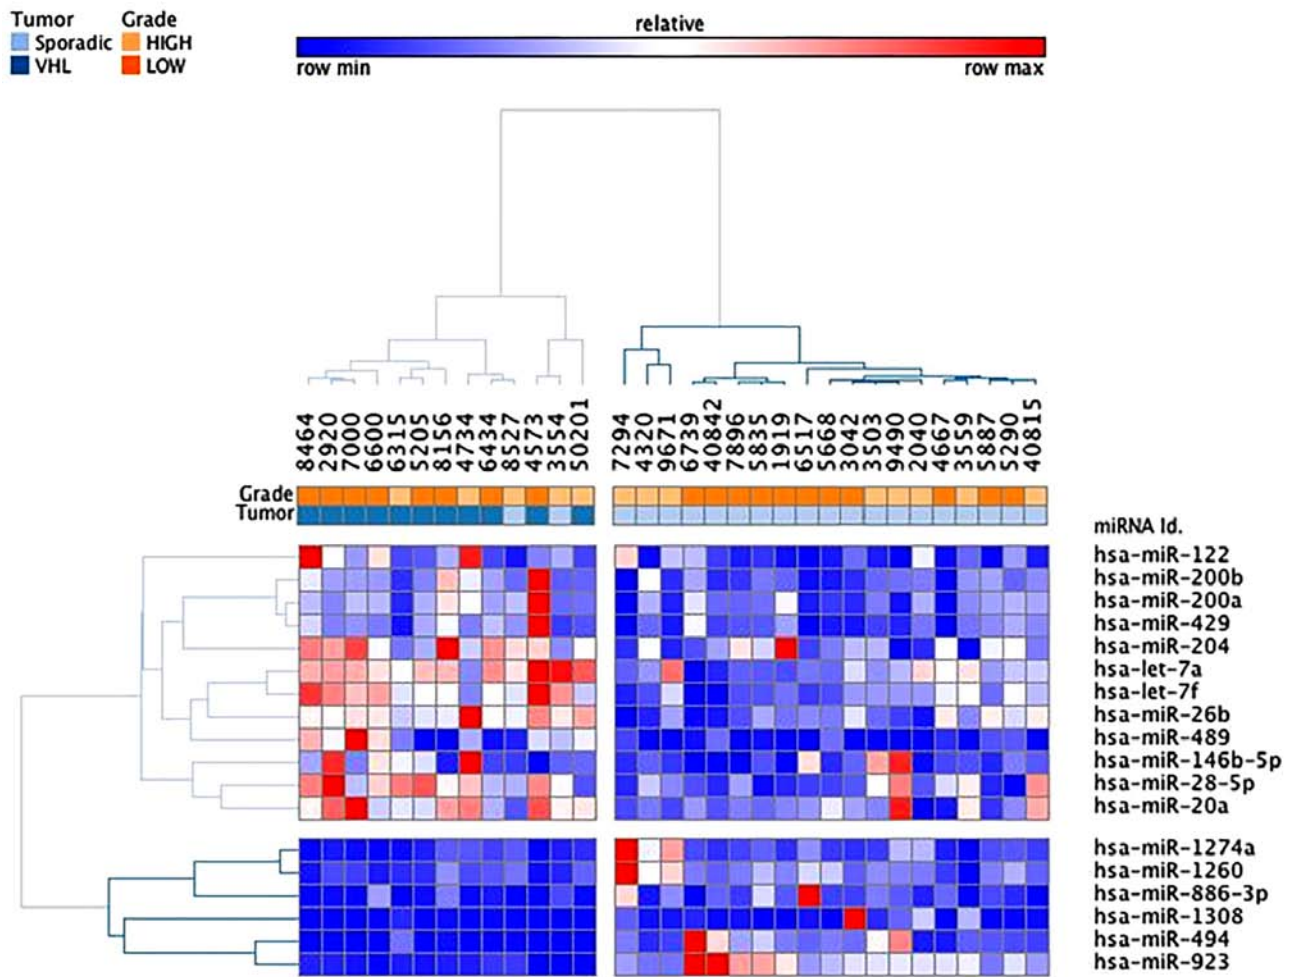 Tumor Grade
Sporadic HIGH
VHL LOW
relative
row min row max
8464 2920 7000 6600 6315 5205 8156 4734 6434 8527 4573 3554 50201 7294 4320 9671 6739 40842 7896 5835 1919 6517 5668 3042 3503 9490 2040 4667 3559 5887 5290 40815
Grade
Tumor
miRNA Id.
hsa-miR-122
hsa-miR-200b
hsa-miR-200a
hsa-miR-429
hsa-miR-204
hsa-let-7a
hsa-let-7f
hsa-miR-26b
hsa-miR-489
hsa-miR-146b-5p
hsa-miR-28-5p
hsa-miR-20a
hsa-miR-1274a
hsa-miR-1260
hsa-miR-886-3p
hsa-miR-1308
hsa-miR-494
hsa-miR-923